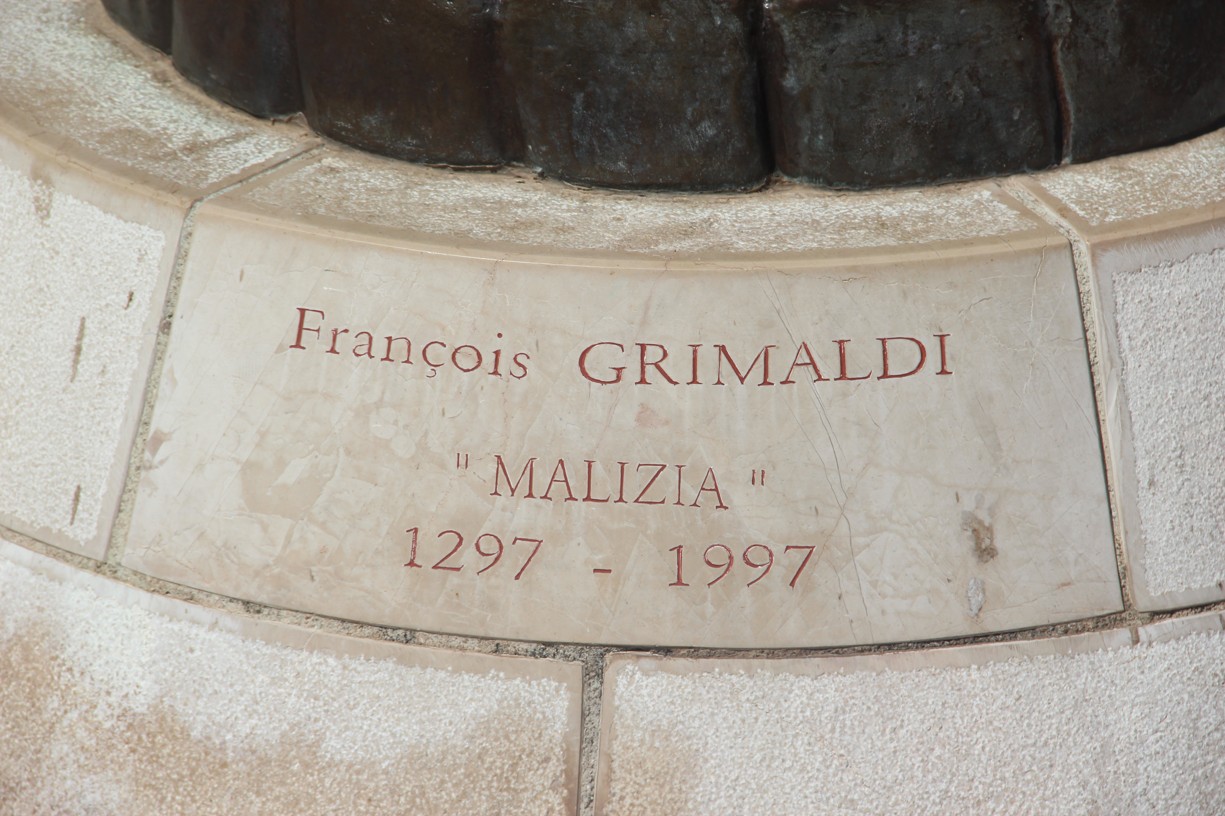 François GRIMALDI
" MALIZIA "
1297 - 1997